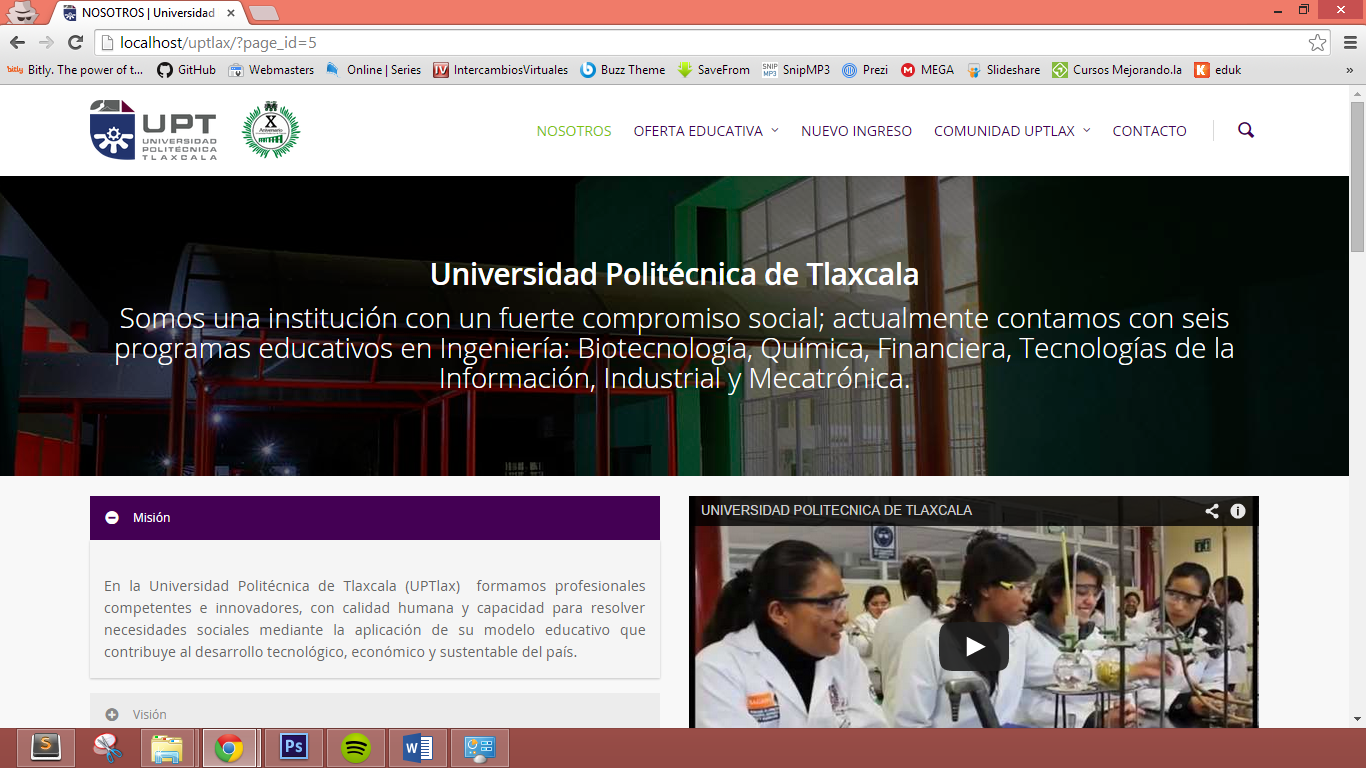 NOSOTROS | Universidad
localhost/uptlax/?page_id=5
bitly Bitly. The power of t... GitHub Webmasters Online | Series IV IntercambiosVirtuales Buzz Theme SaveFrom SNIP MP3 SnipMP3 Prezi M MEGA Slideshare Cursos Mejorando.la K eduk »
UPT
UNIVERSIDAD
POLITÉCNICA
TLAXCALA
X
Aniversario
NOSOTROS OFERTA EDUCATIVA NUEVO INGRESO COMUNIDAD UPTLAX CONTACTO
Universidad Politécnica de Tlaxcala
Somos una institución con un fuerte compromiso social; actualmente contamos con seis
programas educativos en Ingeniería: Biotecnología, Química, Financiera, Tecnologías de la
Información, Industrial y Mecatrónica.
Misión
En la Universidad Politécnica de Tlaxcala (UPTlax) formamos profesionales
competentes e innovadores, con calidad humana y capacidad para resolver
necesidades sociales mediante la aplicación de su modelo educativo que
contribuye al desarrollo tecnológico, económico y sustentable del país.
Visión
UNIVERSIDAD POLITECNICA DE TLAXCALA
S Ps W